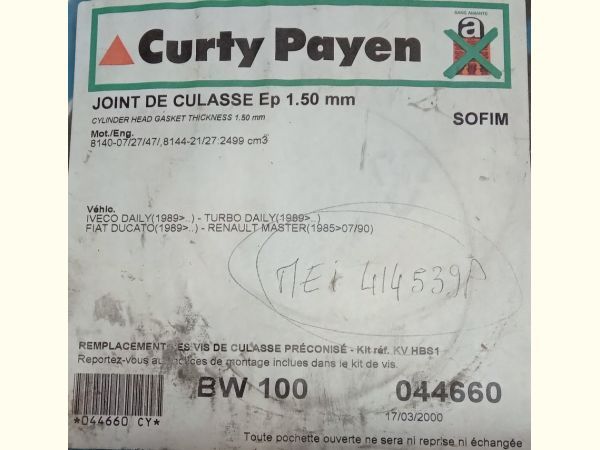 Curty Payen
SANS AMIANTE
a
JOINT DE CULASSE Ep 1.50 mm
CYLINDER HEAD GASKET THICKNESS 1.50 mm
SOFIM
Mot./Eng.
8140-07/27/47/,8144-21/27:2499 cm3
Véhic.
IVECO DAILY(1989>..) - TURBO DAILY(1989>..)
FIAT DUCATO(1989>..) - RENAULT MASTER(1985>07/90)
MEi 414539P
REMPLACEMENT DES VIS DE CULASSE PRÉCONISÉ - Kit réf. KV HBS1
Reportez-vous aux notices de montage inclues dans le kit de vis.
BW 100
044660
*044660 CY*
17/03/2000
Toute pochette ouverte ne sera ni reprise ni échangée